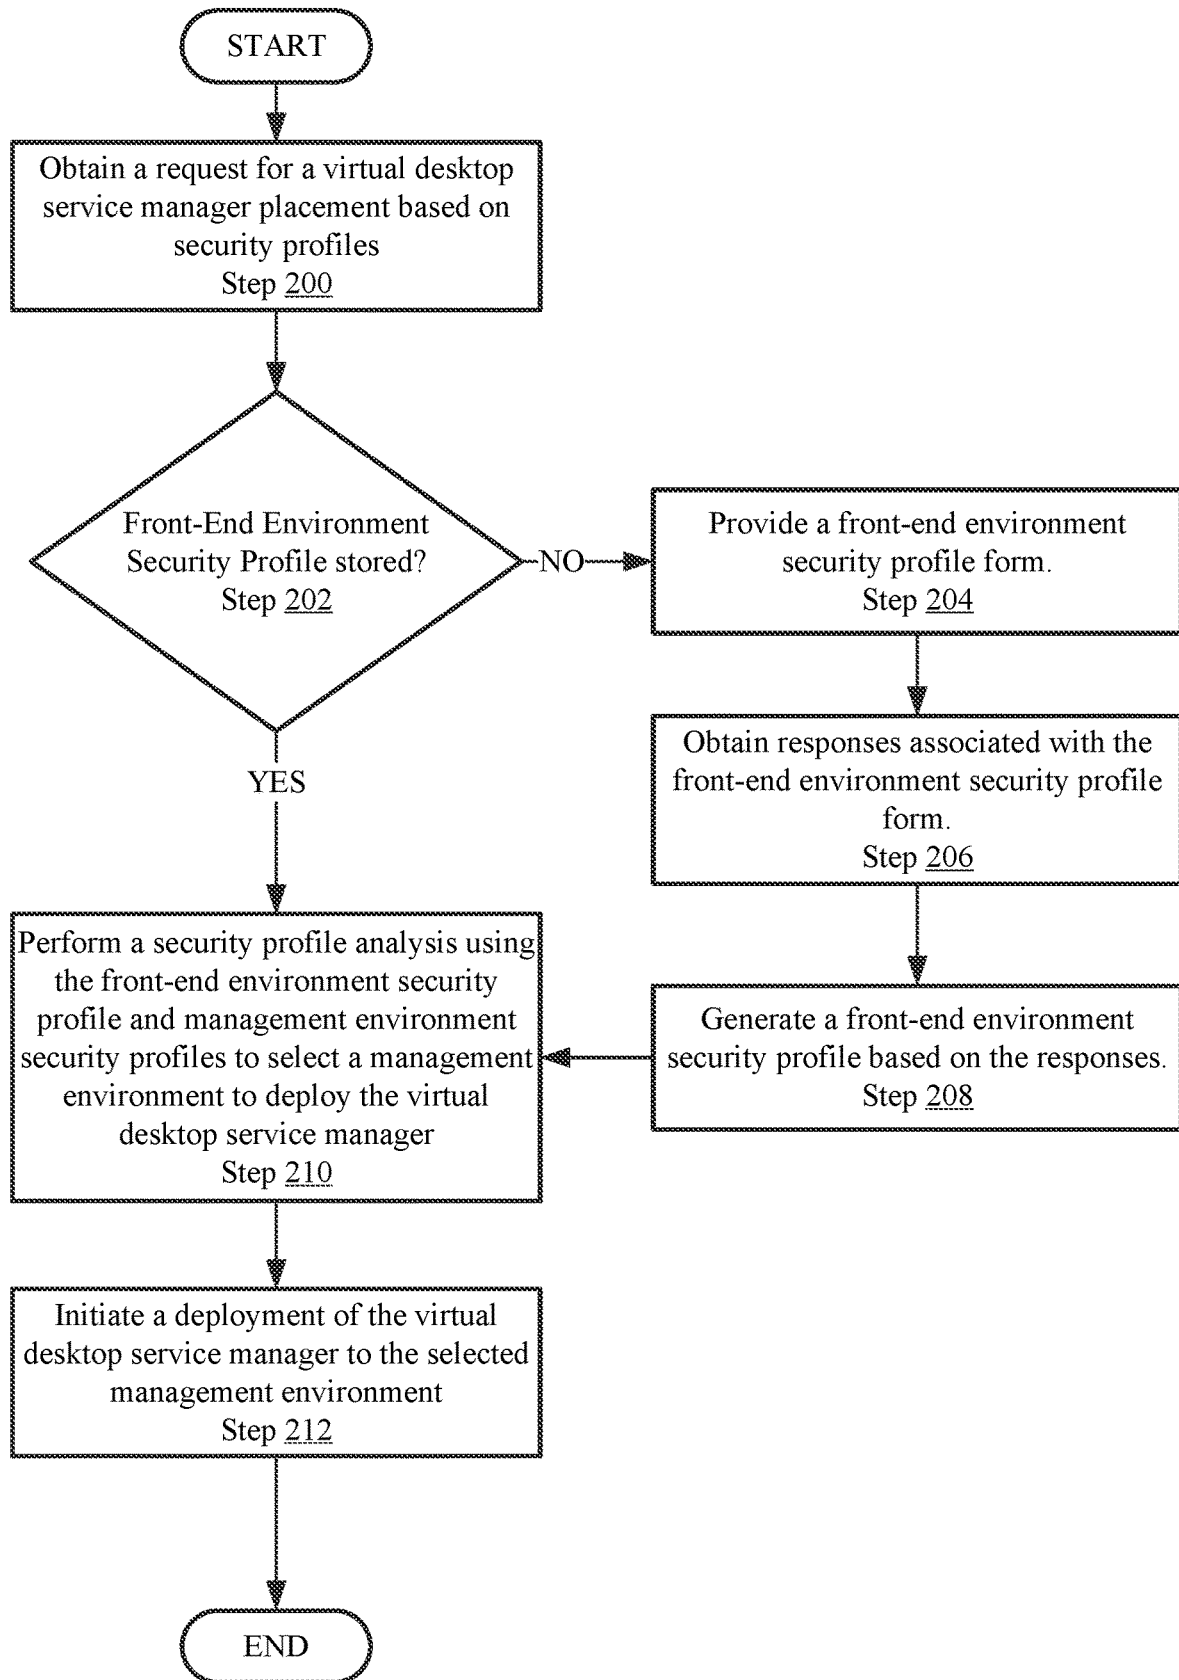 START
Obtain a request for a virtual desktop
service manager placement based on
security profiles
Step 200
Front-End Environment
Security Profile stored?
Step 202
NO
Provide a front-end environment
security profile form.
Step 204
Obtain responses associated with the
front-end environment security profile
form.
Step 206
Generate a front-end environment
security profile based on the responses.
Step 208
YES
Perform a security profile analysis using
the front-end environment security
profile and management environment
security profiles to select a management
environment to deploy the virtual
desktop service manager
Step 210
Initiate a deployment of the virtual
desktop service manager to the selected
management environment
Step 212
END